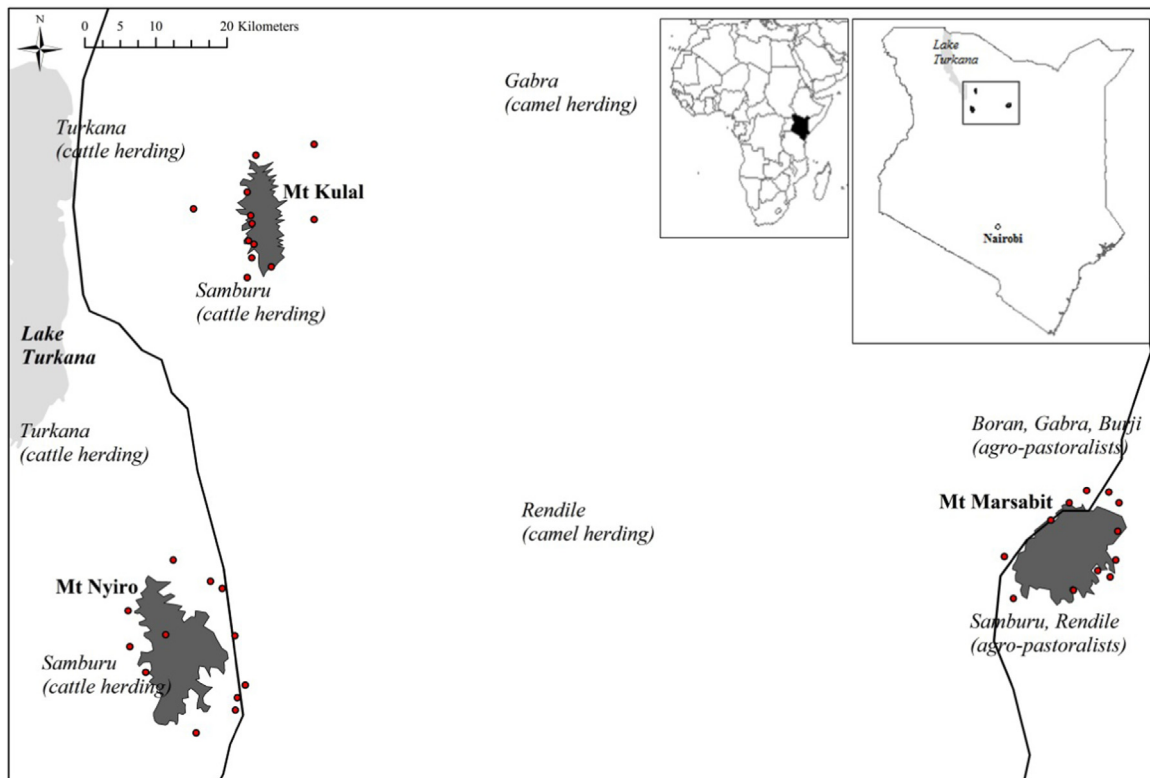 N
0 5 10 20 Kilometers
Gabra
(camel herding)
Lake
Turkana
Nairobi
Turkana
(cattle herding)
Mt Kulal
Samburu
(cattle herding)
Lake
Turkana
Turkana
(cattle herding)
Boran, Gabra, Burji
(agro-pastoralists)
Mt Marsabit
Rendile
(camel herding)
Mt Nyiro
Samburu, Rendile
(agro-pastoralists)
Samburu
(cattle herding)